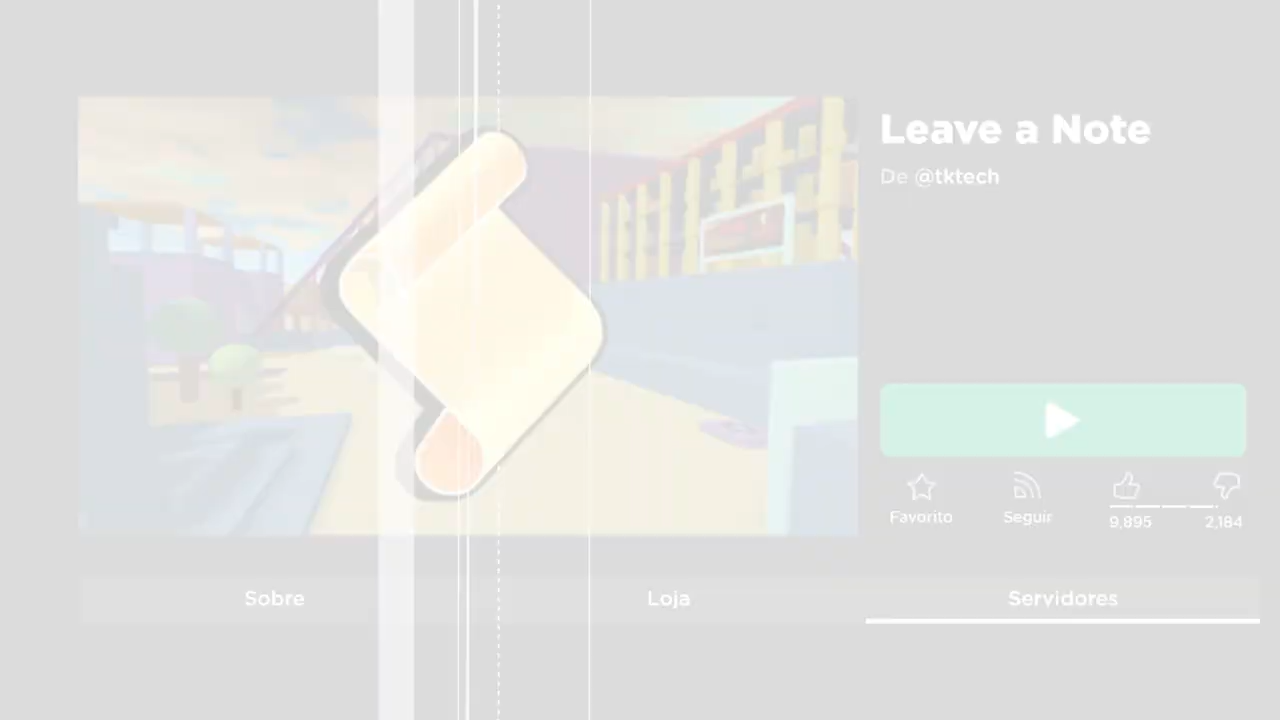 Leave a Note
De @tktech
Favorito
Seguir
9,895
2,184
Sobre
Loja
Servidores